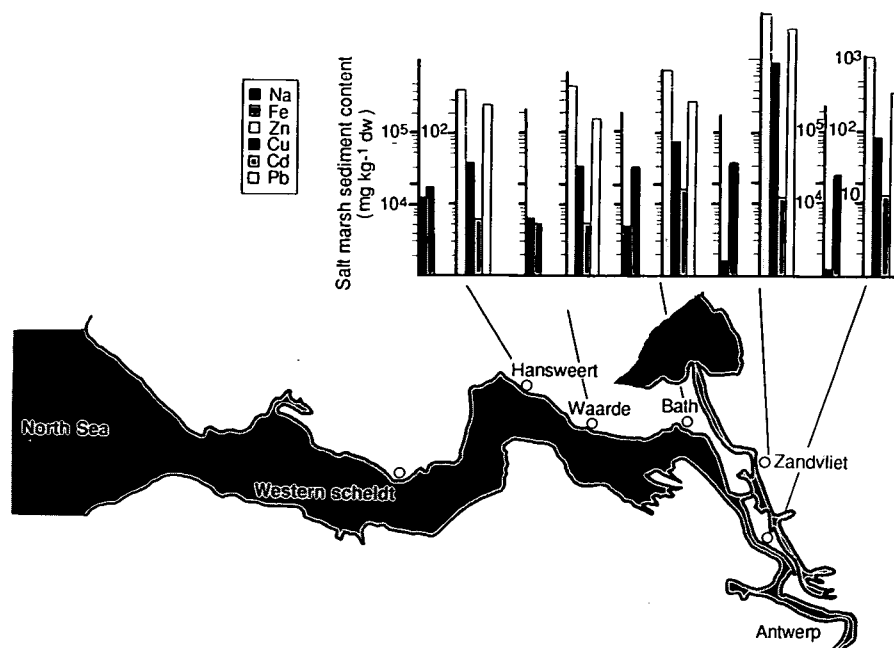 Na
Fe
Zn
Cu
Cd
Pb
Salt marsh sediment content
(mg kg-1 dw)
10⁵
10⁴
10²
10³
10⁵
10²
10⁴
10
Hansweert
Waarde
Bath
Zandvliet
North Sea
Western scheldt
Antwerp